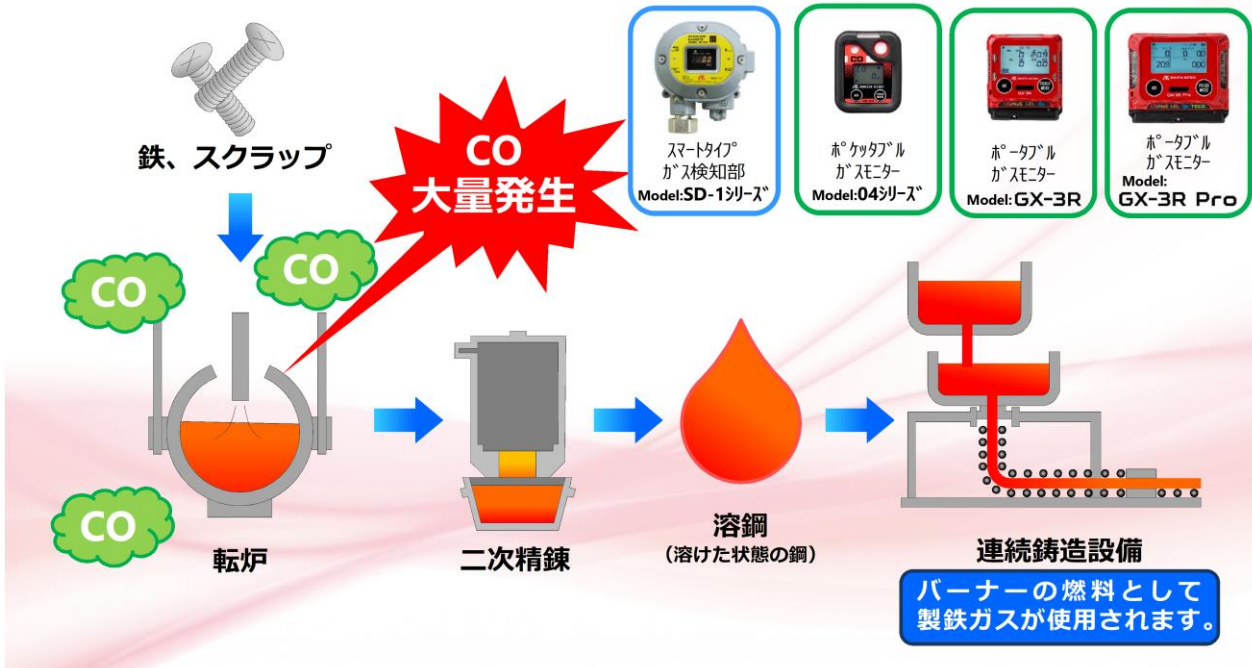 鉄、スクラップ
CO
大量発生
スマートタイプ
ガス検知部
Model:SD-1シリーズ
CO
ポケッタブル
ガスモニター
Model:04シリーズ
ポータブル
ガスモニター
Model:GX-3R
ポータブル
ガスモニター
Model:
GX-3R Pro
CO
CO
CO
転炉
二次精錬
溶鋼
(溶けた状態の鋼)
連続鋳造設備
バーナーの燃料として
製鉄ガスが使用されます。